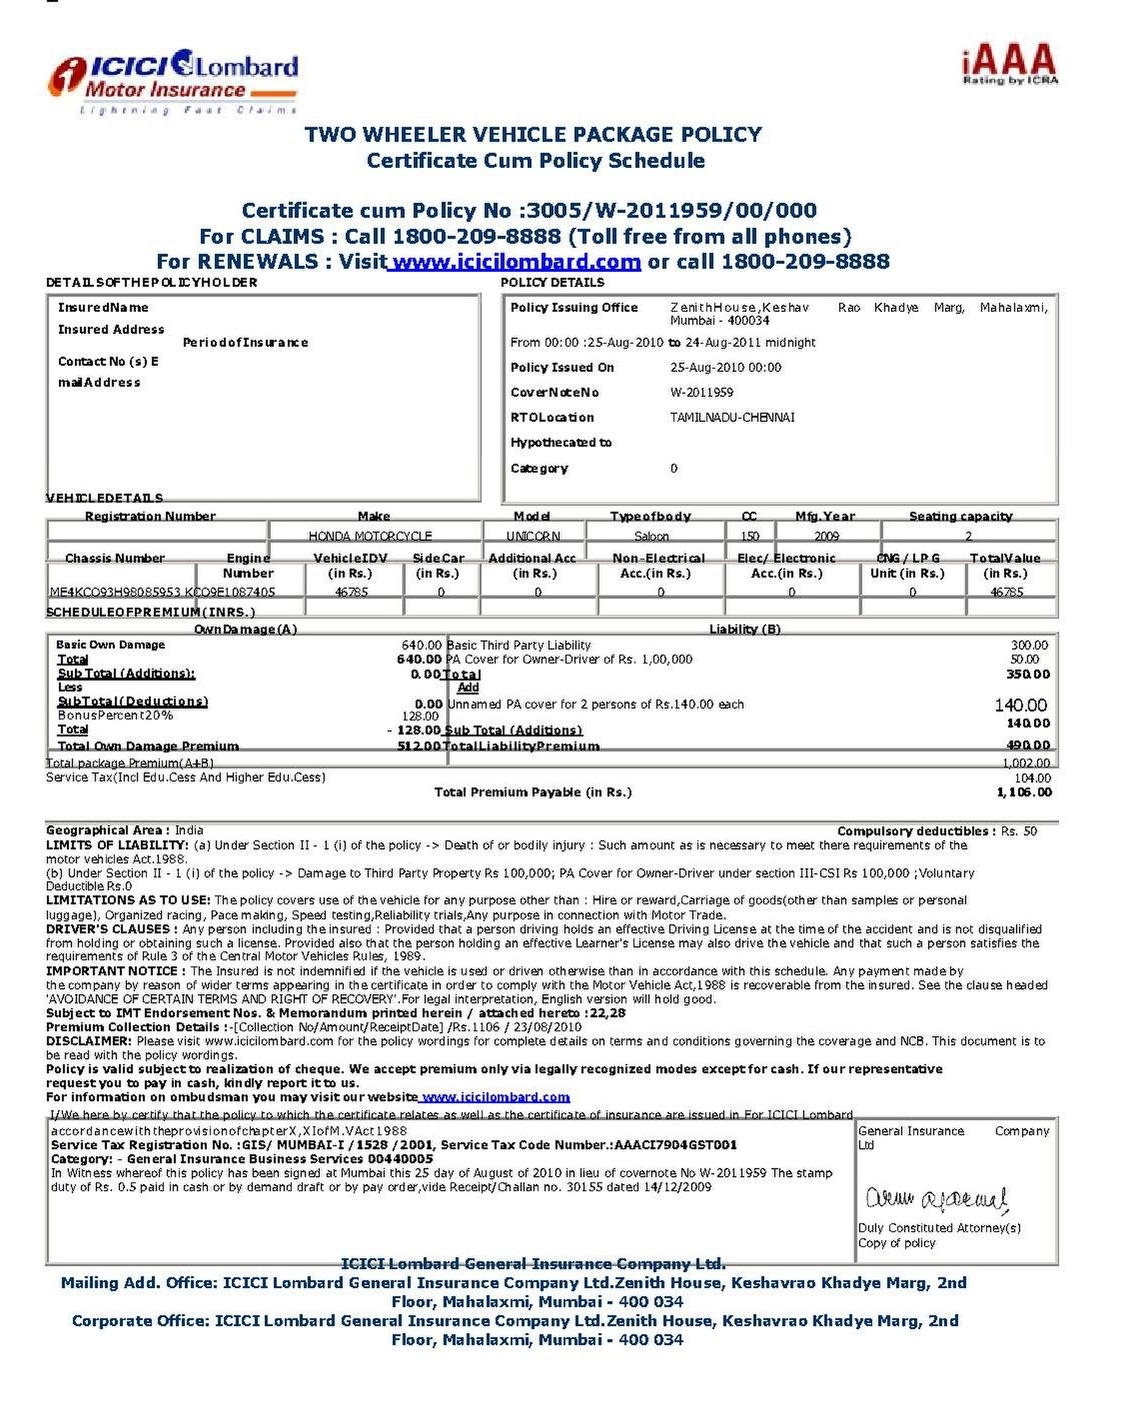 ICICI Lombard
Motor Insurance
Lightning Fast Claims
iAAA
Rating by ICRA
TWO WHEELER VEHICLE PACKAGE POLICY
Certificate Cum Policy Schedule
Certificate cum Policy No :3005/W-2011959/00/000
For CLAIMS : Call 1800-209-8888 (Toll free from all phones)
For RENEWALS : Visit www.icicilombard.com or call 1800-209-8888
DETAILSOFTHEPOLICYHOLDER
InsuredName
Insured Address
PeriodofInsurance
Contact No (s) E
mailAddress
POLICY DETAILS
Policy Issuing Office ZenithHouse,Keshav Rao Khadye Marg, Mahalaxmi,
Mumbai - 400034
From 00:00 :25-Aug-2010 to 24-Aug-2011 midnight
Policy Issued On 25-Aug-2010 00:00
CoverNoteNo W-2011959
RTOLocation TAMILNADU-CHENNAI
Hypothecated to
Category 0
VEHICLEDETAILS
Registration Number Make Model Typeofbody CC Mfg.Year Seating capacity
HONDA MOTORCYCLE UNICORN Saloon 150 2009 2
Chassis Number Engine VehicleIDV SideCar Additional Acc Non-Electrical Elec/ Electronic CNG / LPG TotalValue
Number (in Rs.) (in Rs.) (in Rs.) Acc.(in Rs.) Acc.(in Rs.) Unit (in Rs.) (in Rs.)
ME4KCO93H98085953 KCO9E1087405 46785 0 0 0 0 0 46785
SCHEDULEOFPREMIUM(INRS.)
OwnDamage(A) Liability (B)
Basic Own Damage 640.00 Basic Third Party Liability 300.00
Total 640.00 PA Cover for Owner-Driver of Rs. 1,00,000 50.00
Sub Total (Additions): 0.00 Total 350.00
Less Add
SubTotal(Deductions) 0.00 Unnamed PA cover for 2 persons of Rs.140.00 each 140.00
BonusPercent20% 128.00
Total - 128.00 Sub Total (Additions) 140.00
Total Own Damage Premium 512.00 TotalLiabilityPremium 490.00
Total package Premium(A+B) 1,002.00
Service Tax(Incl Edu.Cess And Higher Edu.Cess) 104.00
Total Premium Payable (in Rs.) 1,106.00
Geographical Area : India Compulsory deductibles : Rs. 50
LIMITS OF LIABILITY: (a) Under Section II - 1 (i) of the policy -> Death of or bodily injury : Such amount as is necessary to meet there requirements of the
motor vehicles Act.1988.
(b) Under Section II - 1 (i) of the policy -> Damage to Third Party Property Rs 100,000; PA Cover for Owner-Driver under section III-CSI Rs 100,000 ;Voluntary
Deductible Rs.0
LIMITATIONS AS TO USE: The policy covers use of the vehicle for any purpose other than : Hire or reward,Carriage of goods(other than samples or personal
luggage), Organized racing, Pace making, Speed testing,Reliability trials,Any purpose in connection with Motor Trade.
DRIVER'S CLAUSES : Any person including the insured : Provided that a person driving holds an effective Driving License at the time of the accident and is not disqualified
from holding or obtaining such a license. Provided also that the person holding an effective Learner's License may also drive the vehicle and that such a person satisfies the
requirements of Rule 3 of the Central Motor Vehicles Rules, 1989.
IMPORTANT NOTICE : The Insured is not indemnified if the vehicle is used or driven otherwise than in accordance with this schedule. Any payment made by
the company by reason of wider terms appearing in the certificate in order to comply with the Motor Vehicle Act,1988 is recoverable from the insured. See the clause headed
'AVOIDANCE OF CERTAIN TERMS AND RIGHT OF RECOVERY'.For legal interpretation, English version will hold good.
Subject to IMT Endorsement Nos. & Memorandum printed herein / attached hereto :22,28
Premium Collection Details :-[Collection No/Amount/ReceiptDate] /Rs.1106 / 23/08/2010
DISCLAIMER: Please visit www.icicilombard.com for the policy wordings for complete details on terms and conditions governing the coverage and NCB. This document is to
be read with the policy wordings.
Policy is valid subject to realization of cheque. We accept premium only via legally recognized modes except for cash. If our representative
request you to pay in cash, kindly report it to us.
For information on ombudsman you may visit our website www.icicilombard.com
I/We here by certify that the policy to which the certificate relates as well as the certificate of insurance are issued in For ICICI Lombard
accordancewiththeprovisionofchapterX,XIofM.VAct1988 General Insurance Company
Service Tax Registration No. :GIS/ MUMBAI-I /1528 /2001, Service Tax Code Number.:AAACI7904GST001 Ltd
Category: - General Insurance Business Services 00440005
In Witness whereof this policy has been signed at Mumbai this 25 day of August of 2010 in lieu of covernote No W-2011959 The stamp
duty of Rs. 0.5 paid in cash or by demand draft or by pay order,vide Receipt/Challan no. 30155 dated 14/12/2009
Duly Constituted Attorney(s)
Copy of policy
ICICI Lombard General Insurance Company Ltd.
Mailing Add. Office: ICICI Lombard General Insurance Company Ltd.Zenith House, Keshavrao Khadye Marg, 2nd
Floor, Mahalaxmi, Mumbai - 400 034
Corporate Office: ICICI Lombard General Insurance Company Ltd.Zenith House, Keshavrao Khadye Marg, 2nd
Floor, Mahalaxmi, Mumbai - 400 034